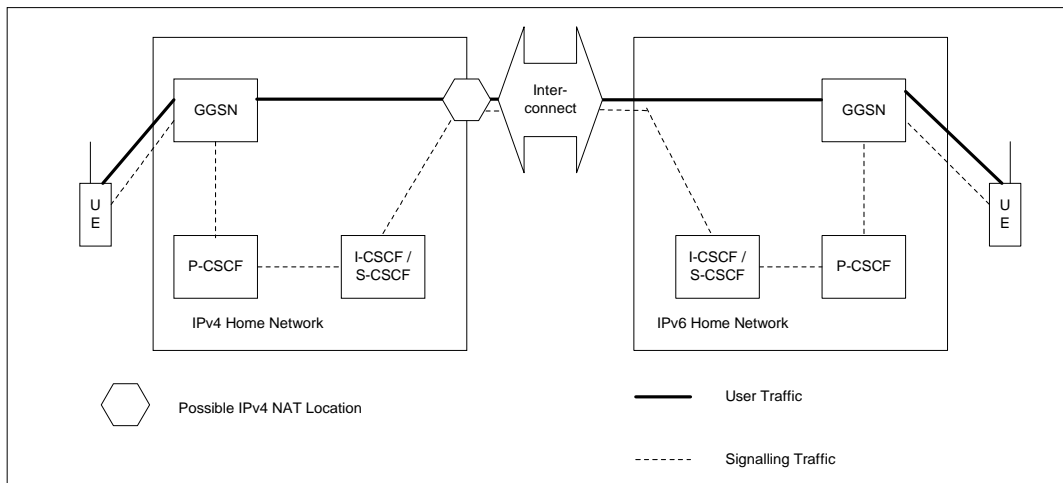 Inter-
connect
GGSN
GGSN
U
E
U
E
P-CSCF
I-CSCF /
S-CSCF
I-CSCF /
S-CSCF
P-CSCF
IPv4 Home Network
IPv6 Home Network
Possible IPv4 NAT Location
User Traffic
Signalling Traffic